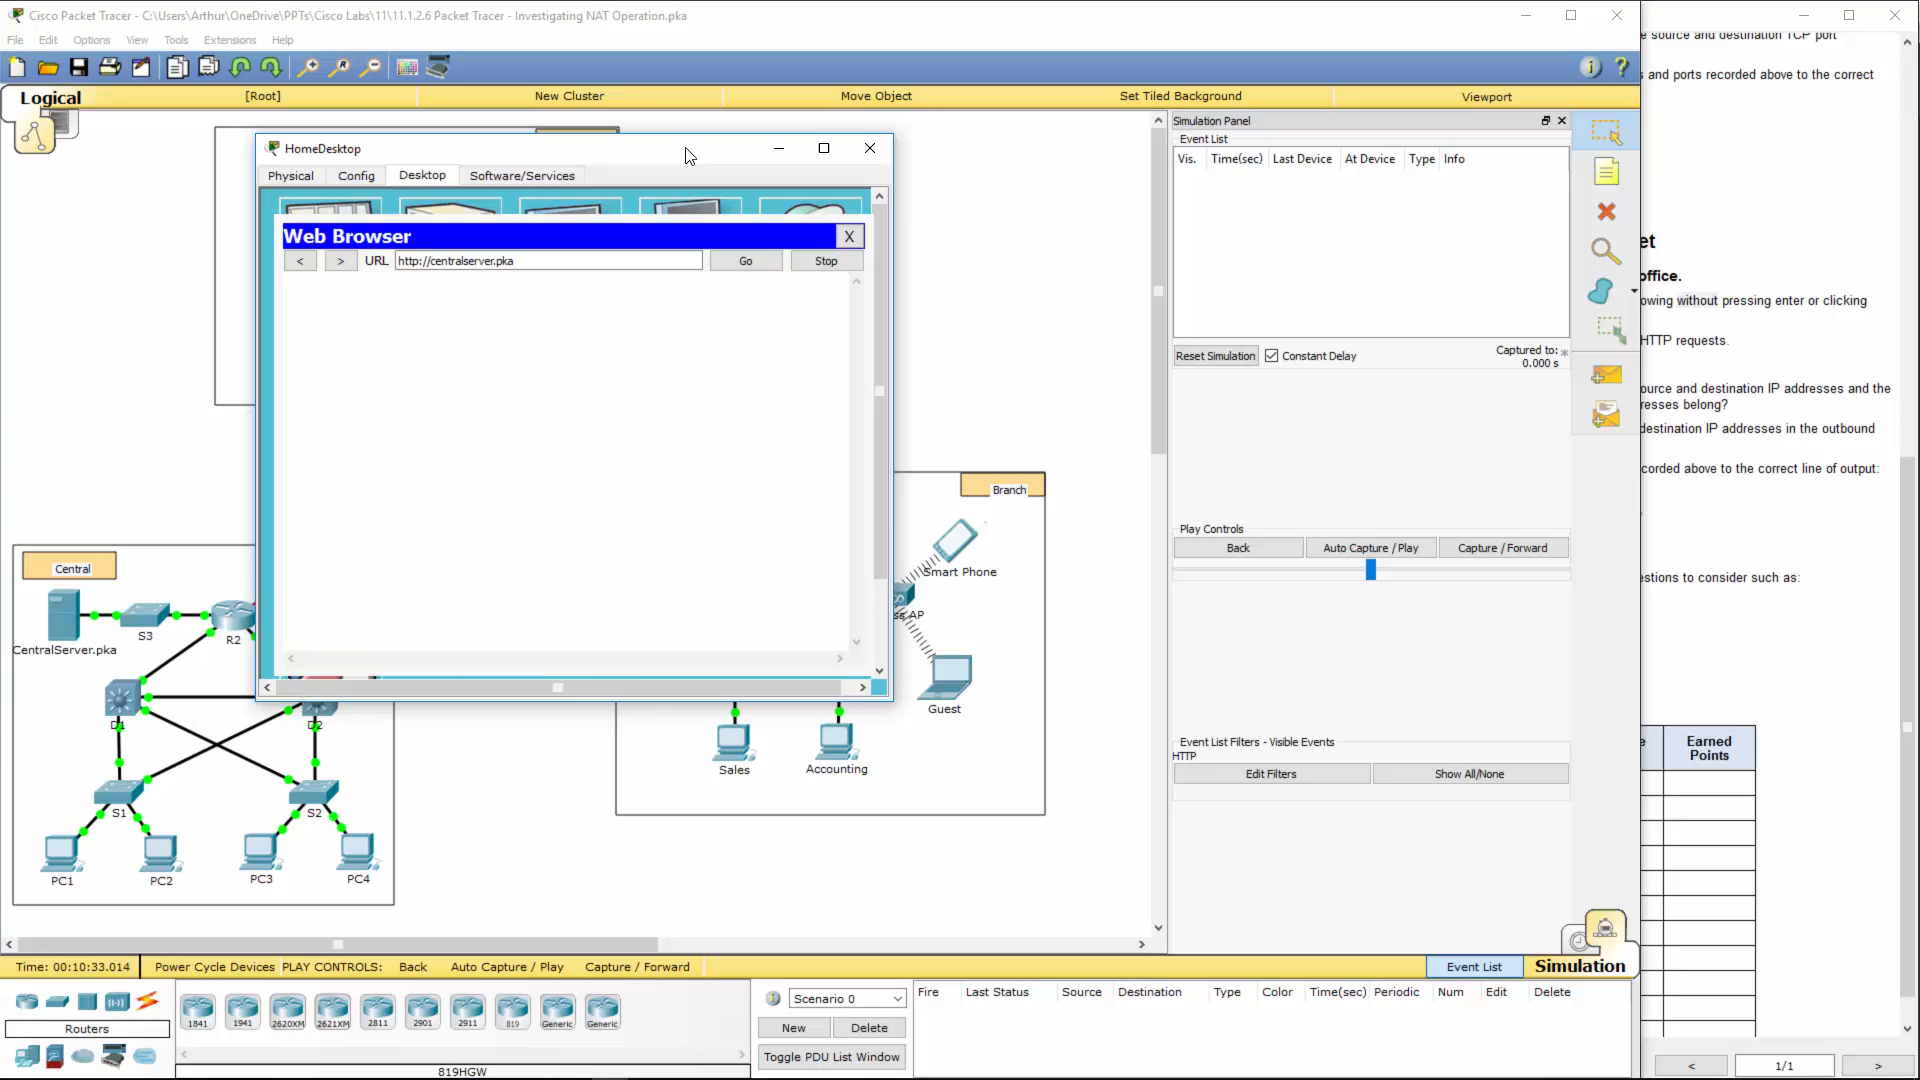 Cisco Packet Tracer - C:\Users\Arthur\OneDrive\PPTs\Cisco Labs\11\11.1.2.6 Packet Tracer - Investigating NAT Operation.pka
File Edit Options View Tools Extensions Help
Logical [Root] New Cluster Move Object Set Tiled Background Viewport
HomeDesktop
Physical Config Desktop Software/Services
Web Browser X
< > URL http://centralserver.pka Go Stop
Central
CentralServer.pka
S3
R2
D1
D2
S1
S2
PC1
PC2
PC3
PC4
Branch
Smart Phone
ss AP
Guest
Sales
Accounting
Simulation Panel
Event List
Vis. Time(sec) Last Device At Device Type Info
Reset Simulation Constant Delay Captured to:
0.000 s
Play Controls
Back Auto Capture / Play Capture / Forward
Event List Filters - Visible Events
HTTP
Edit Filters Show All/None
e source and destination TCP port
s and ports recorded above to the correct
et
office.
owing without pressing enter or clicking
HTTP requests.
ource and destination IP addresses and the
resses belong?
destination IP addresses in the outbound
corded above to the correct line of output:
estions to consider such as:
e Earned
Points
Time: 00:10:33.014 Power Cycle Devices PLAY CONTROLS: Back Auto Capture / Play Capture / Forward Event List Simulation
Routers
1841 1941 2620XM 2621XM 2811 2901 2911 819 Generic Generic
819HGW
Scenario 0
New Delete
Toggle PDU List Window
Fire Last Status Source Destination Type Color Time(sec) Periodic Num Edit Delete
< 1/1 >